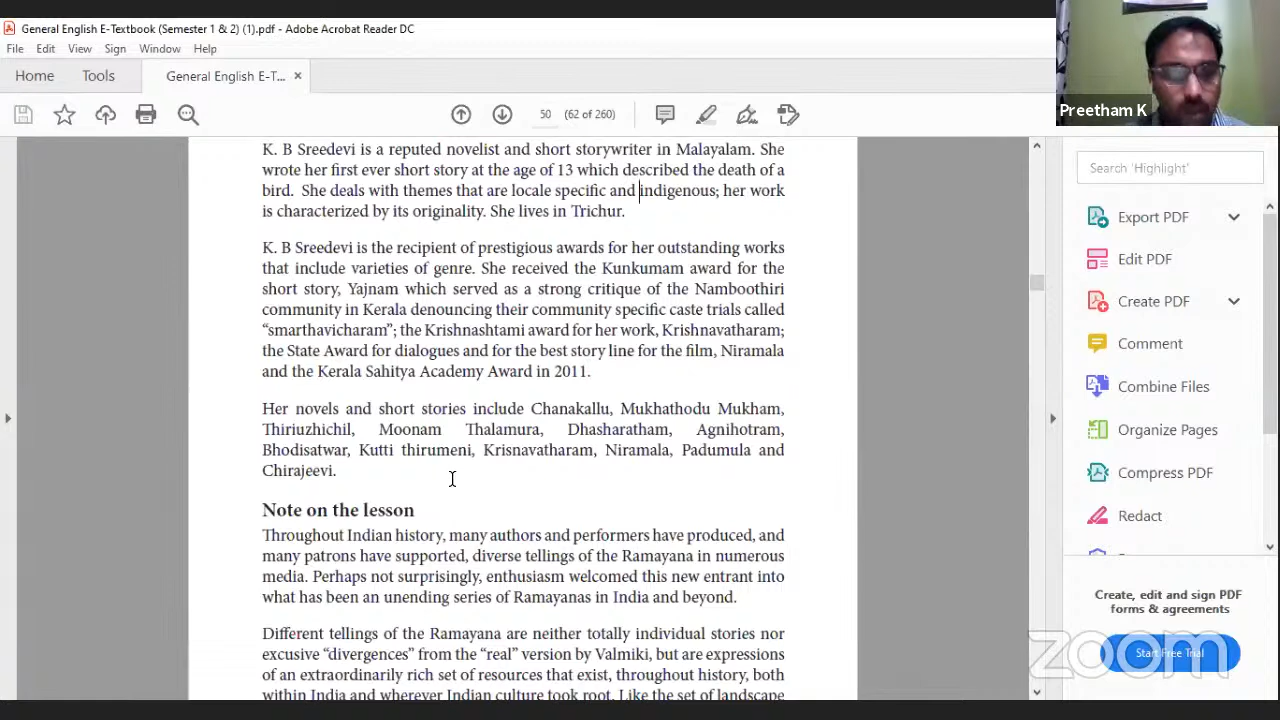 General English E-Textbook (Semester 1 & 2) (1).pdf - Adobe Acrobat Reader DC
File Edit View Sign Window Help
Home Tools General English E-T... ×
50 (62 of 260)
Preetham K
K. B Sreedevi is a reputed novelist and short storywriter in Malayalam. She
wrote her first ever short story at the age of 13 which described the death of a
bird. She deals with themes that are locale specific and indigenous; her work
is characterized by its originality. She lives in Trichur.
K. B Sreedevi is the recipient of prestigious awards for her outstanding works
that include varieties of genre. She received the Kunkumam award for the
short story, Yajnam which served as a strong critique of the Namboothiri
community in Kerala denouncing their community specific caste trials called
“smarthavicharam”; the Krishnashtami award for her work, Krishnavatharam;
the State Award for dialogues and for the best story line for the film, Niramala
and the Kerala Sahitya Academy Award in 2011.
Her novels and short stories include Chanakallu, Mukhathodu Mukham,
Thiriuzhichil, Moonam Thalamura, Dhasharatham, Agnihotram,
Bhodisatwar, Kutti thirumeni, Krisnavatharam, Niramala, Padumula and
Chirajeevi.
Note on the lesson
Throughout Indian history, many authors and performers have produced, and
many patrons have supported, diverse tellings of the Ramayana in numerous
media. Perhaps not surprisingly, enthusiasm welcomed this new entrant into
what has been an unending series of Ramayanas in India and beyond.
Different tellings of the Ramayana are neither totally individual stories nor
excusive “divergences” from the “real” version by Valmiki, but are expressions
of an extraordinarily rich set of resources that exist, throughout history, both
within India and wherever Indian culture took root. Like the set of landscape
Search 'Highlight'
Export PDF
Edit PDF
Create PDF
Comment
Combine Files
Organize Pages
Compress PDF
Redact
Create, edit and sign PDF
forms & agreements
Start Free Trial
zoom